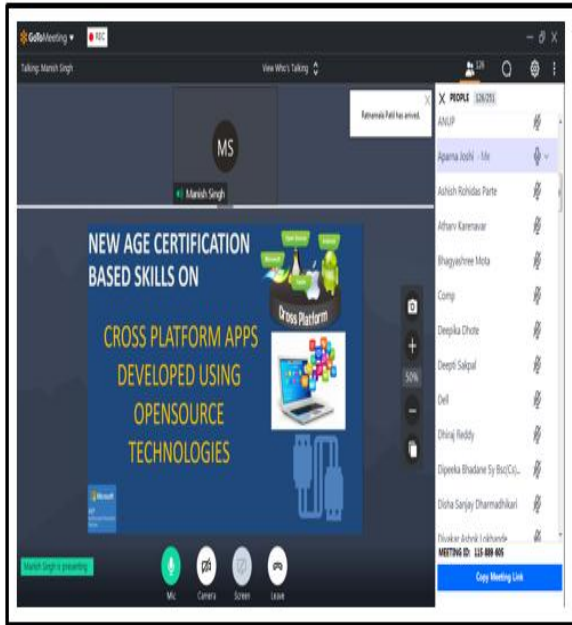 GoToMeeting
REC
Talking: Manish Singh
View Who's Talking
126
MS
Manish Singh
Ratnamala Patil has arrived.
X PEOPLE 126/251
ANUP
Aparna Joshi - Me
Ashish Rohidas Parte
Atharv Karenavar
Bhagyashree Mota
Comp
Deepika Dhote
Deepti Sakpal
Dell
Dhiraj Reddy
Dipeeka Bhadane Sy Bsc(Cs)...
Disha Sanjay Dharmadhikari
Divakar Ashok Lokhande
MEETING ID: 115-889-605
Copy Meeting Link
NEW AGE CERTIFICATION
BASED SKILLS ON
CROSS PLATFORM APPS
DEVELOPED USING
OPENSOURCE
TECHNOLOGIES
Cross Platform
Microsoft
50%
Manish Singh is presenting
Mic
Camera
Screen
Leave